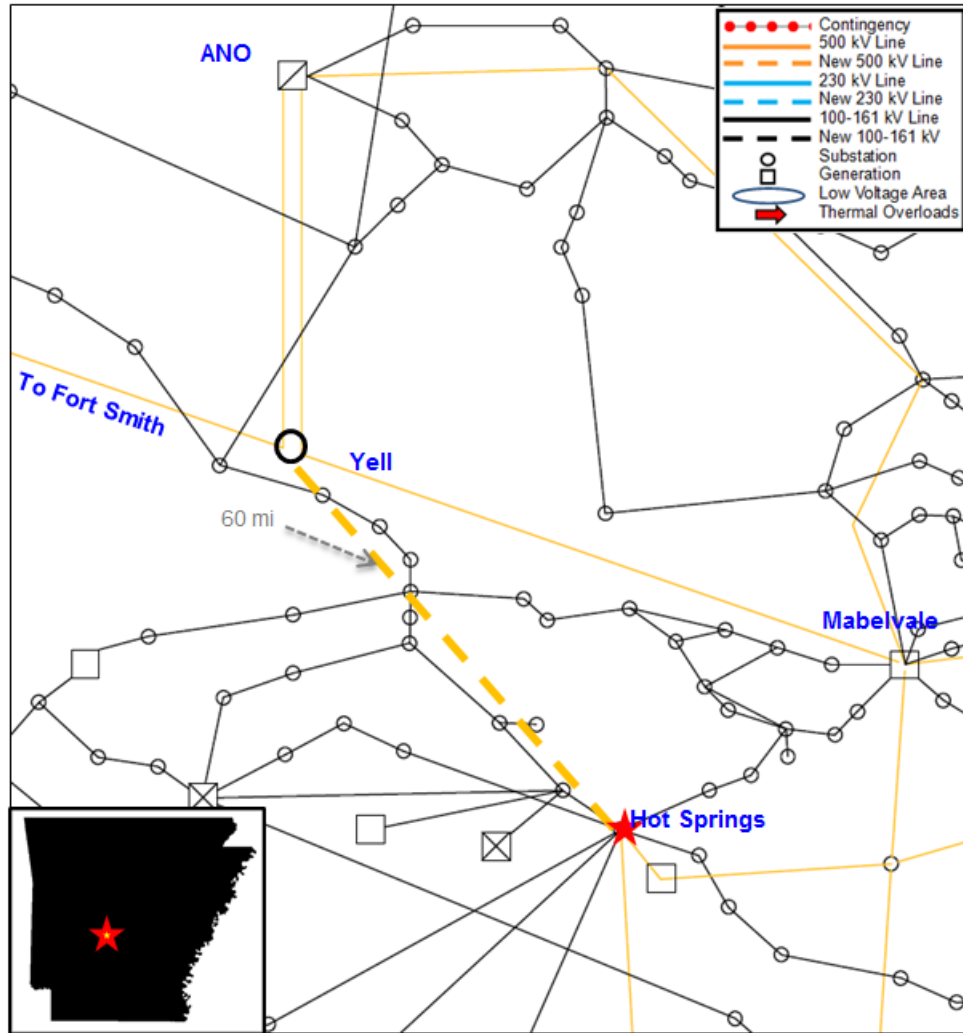 ANO
Contingency
500 kV Line
New 500 kV Line
230 kV Line
New 230 kV Line
100-161 kV Line
New 100-161 kV
Substation
Generation
Low Voltage Area
Thermal Overloads
To Fort Smith
Yell
60 mi
Mabelvale
Hot Springs